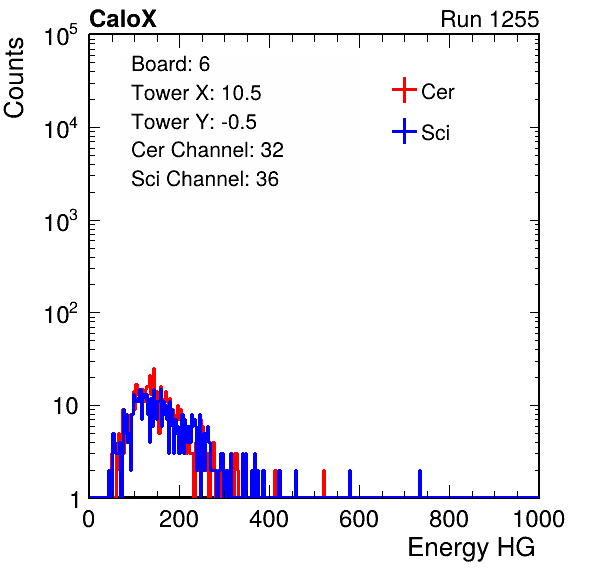 CaloX Run 1255
Counts
Board: 6
Tower X: 10.5
Tower Y: -0.5
Cer Channel: 32
Sci Channel: 36
Cer
Sci
10^5
10^4
10^3
10^2
10
1
0 200 400 600 800 1000
Energy HG